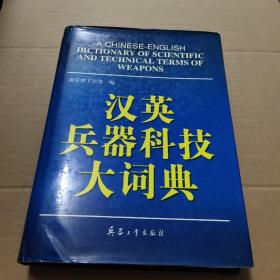 A CHINESE-ENGLISH
DICTIONARY OF SCIENTIFIC
AND TECHNICAL TERMS OF
WEAPONS
南京理工大学 编
汉英
兵器科技
大词典
兵器工业出版社